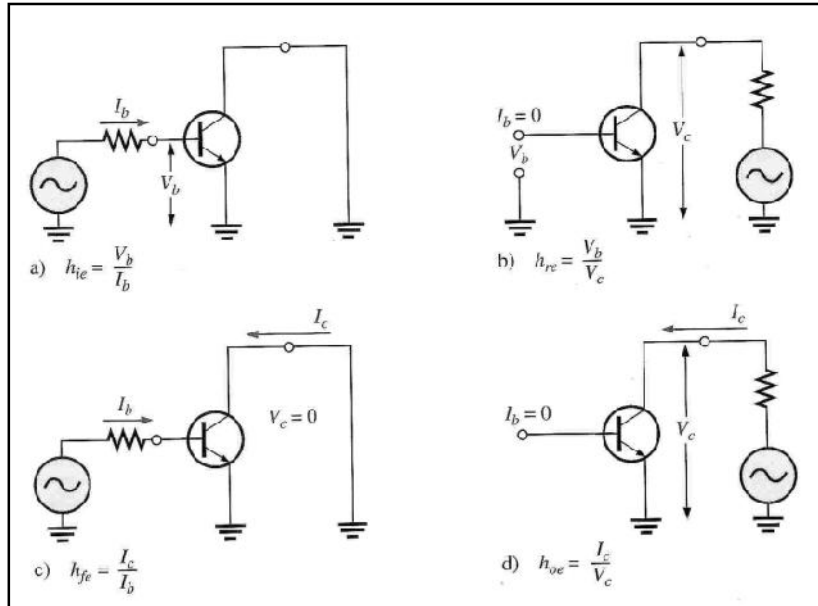 I_b
V_b
a) h_ie = V_b / I_b
I_b = 0
V_b
V_c
b) h_re = V_b / V_c
I_c
I_b
V_c = 0
c) h_fe = I_c / I_b
I_c
I_b = 0
V_c
d) h_oe = I_c / V_c